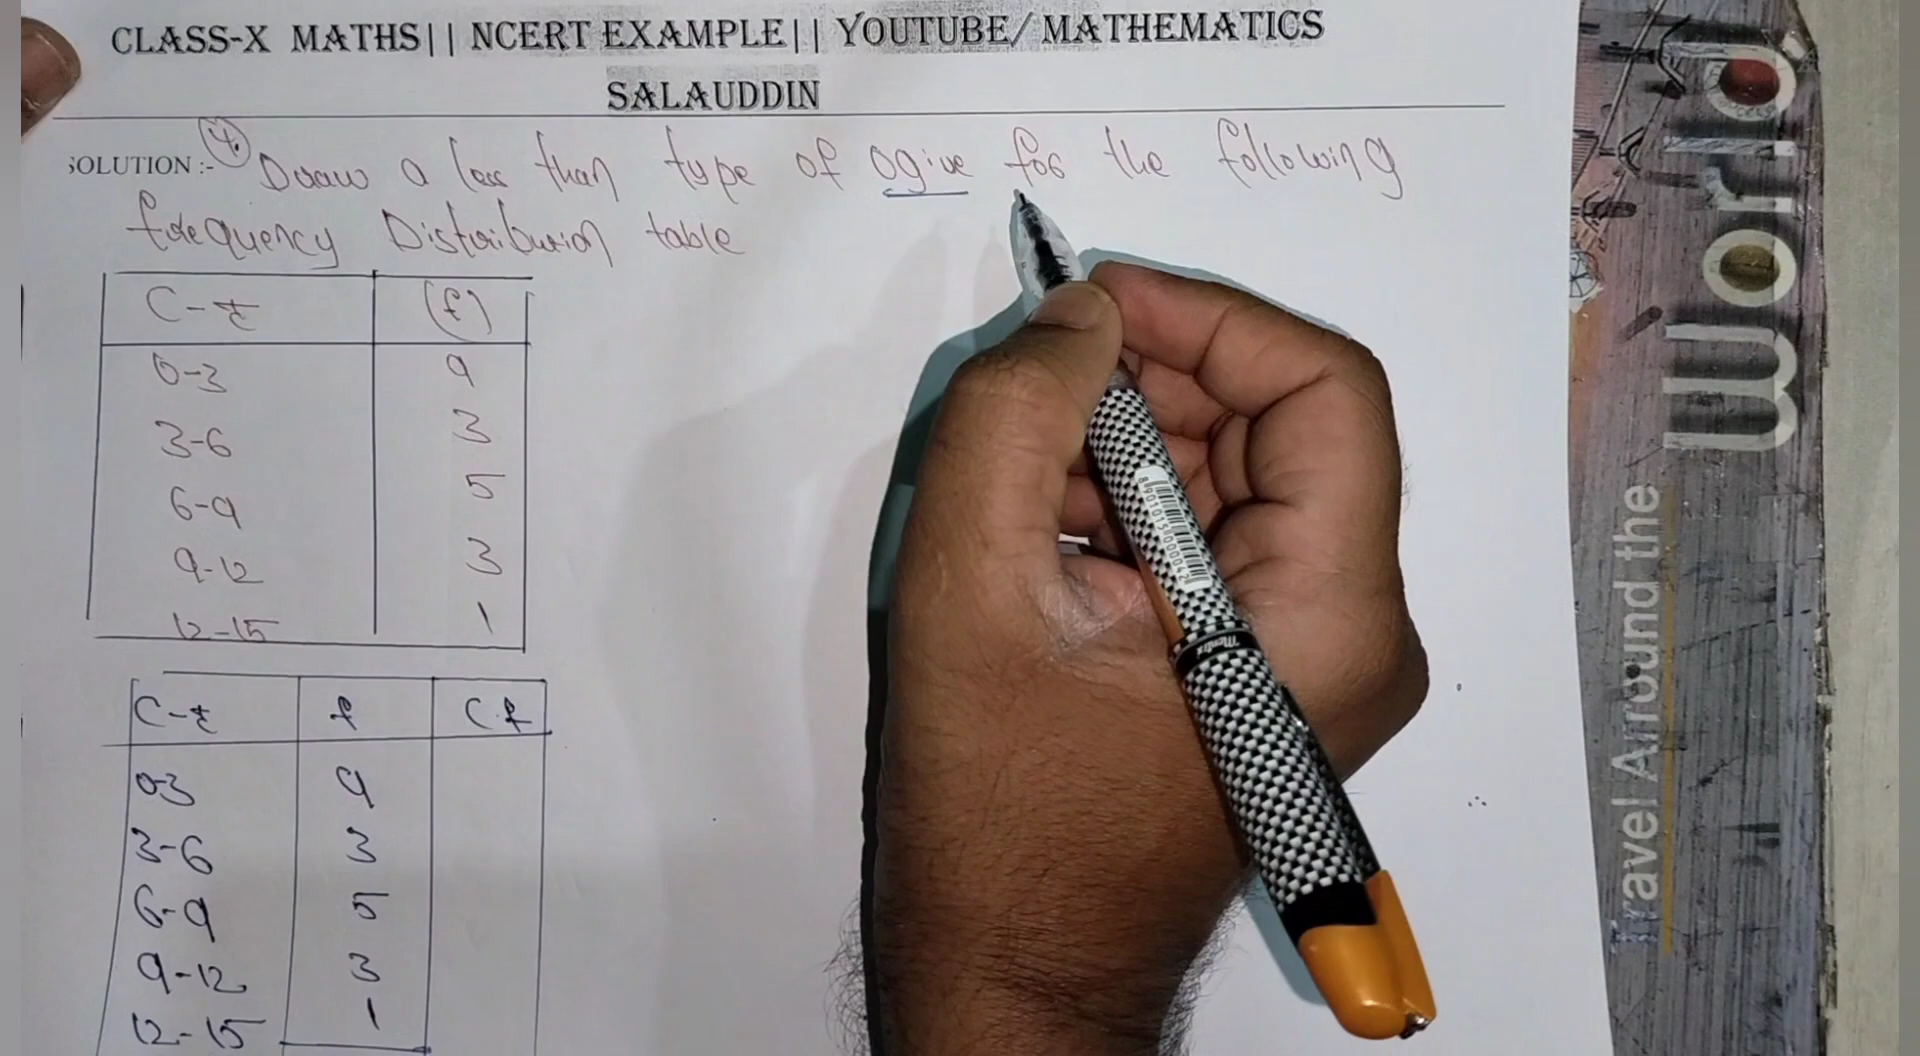 CLASS-X MATHS|| NCERT EXAMPLE|| YOUTUBE/ MATHEMATICS
SALAUDDIN
SOLUTION :- 4. Draw a less than type of ogive for the following
frequency Distribution table
C-I (f)
0-3 9
3-6 3
6-9 5
9-12 3
12-15 1
C-I f C.f
0-3 9
3-6 3
6-9 5
9-12 3
12-15 1
8901015000042
World
Travel Arround the